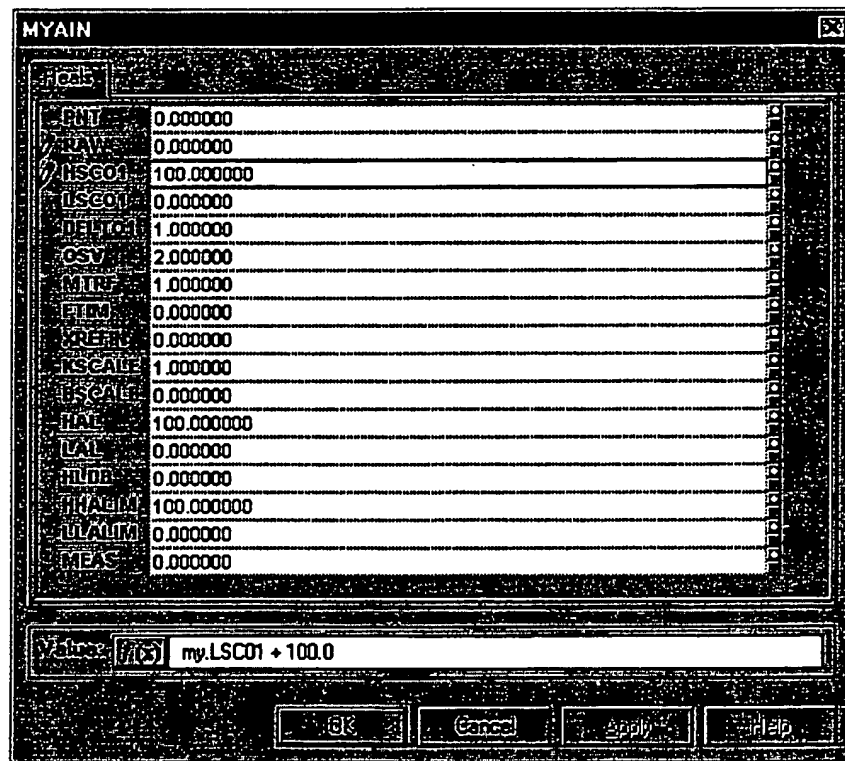 MYAIN
PNT 0.000000
RAW 0.000000
HSCO1 100.000000
LSCO1 0.000000
DELTO1 1.000000
OSV 2.000000
MTRF 1.000000
FTIM 0.000000
XREFIN 0.000000
KSCALE 1.000000
BSCALE 0.000000
HAL 100.000000
LAL 0.000000
HLDB 0.000000
HHALIM 100.000000
LLALIM 0.000000
MEAS 0.000000
Value: f(x) my.LSC01 + 100.0
OK Cancel Apply Help